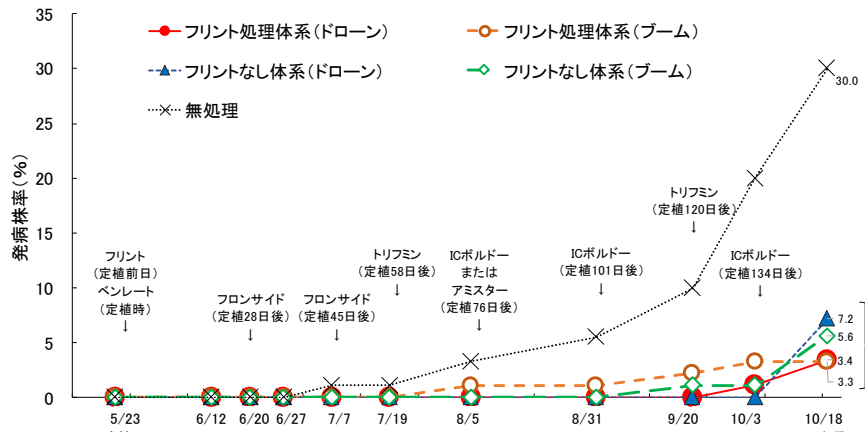 35
30
25
20
15
10
5
0
発病株率(%)
フリント処理体系(ドローン)
フリント処理体系(ブーム)
フリントなし体系(ドローン)
フリントなし体系(ブーム)
無処理
30.0
トリフミン
(定植120日後)
↓
フリント
(定植前日)
ベンレート
(定植時)
↓
フロンサイド
(定植28日後)
↓
フロンサイド
(定植45日後)
↓
トリフミン
(定植58日後)
↓
ICボルドー
または
アミスター
(定植76日後)
↓
ICボルドー
(定植101日後)
↓
ICボルドー
(定植134日後)
↓
7.2
5.6
3.4
3.3
5/23
6/12
6/20
6/27
7/7
7/19
8/5
8/31
9/20
10/3
10/18